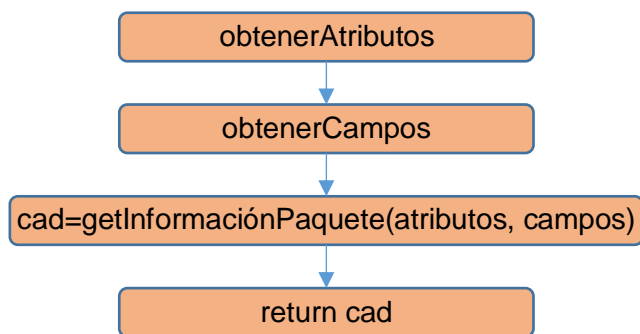 obtenerAtributos
obtenerCampos
cad=getInformaciónPaquete(atributos, campos)
return cad